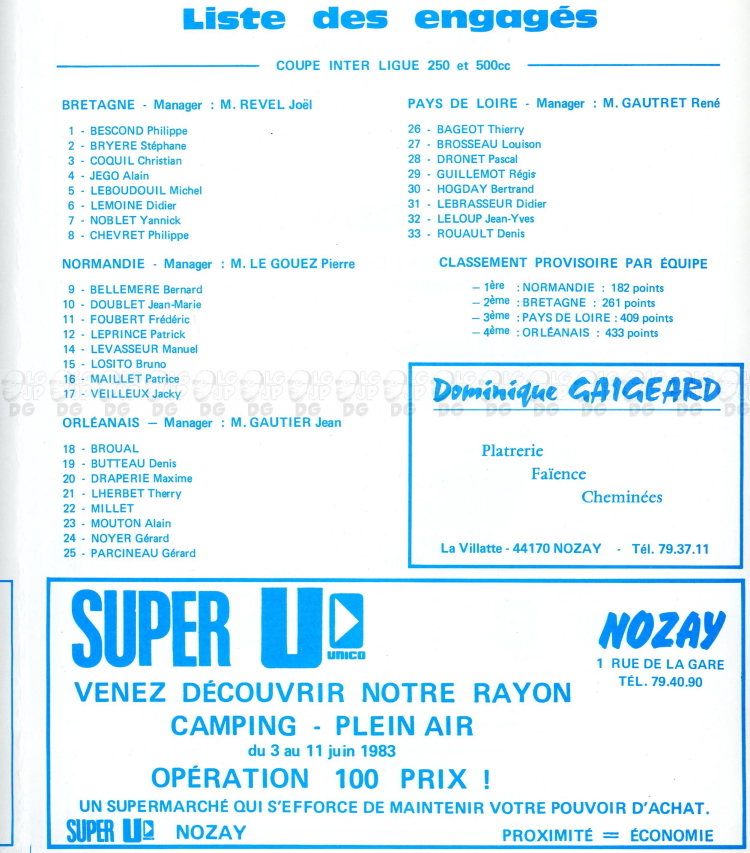 Liste des engagés
COUPE INTER LIGUE 250 et 500cc
BRETAGNE - Manager : M. REVEL Joël
1 - BESCOND Philippe
2 - BRYERE Stéphane
3 - COQUIL Christian
4 - JEGO Alain
5 - LEBOUDOUIL Michel
6 - LEMOINE Didier
7 - NOBLET Yannick
8 - CHEVRET Philippe
NORMANDIE - Manager : M. LE GOUEZ Pierre
9 - BELLEMERE Bernard
10 - DOUBLET Jean-Marie
11 - FOUBERT Frédéric
12 - LEPRINCE Patrick
14 - LEVASSEUR Manuel
15 - LOSITO Bruno
16 - MAILLET Patrice
17 - VEILLEUX Jacky
ORLÉANAIS — Manager : M. GAUTIER Jean
18 - BROUAL
19 - BUTTEAU Denis
20 - DRAPERIE Maxime
21 - LHERBET Therry
22 - MILLET
23 - MOUTON Alain
24 - NOYER Gérard
25 - PARCINEAU Gérard
PAYS DE LOIRE - Manager : M. GAUTRET René
26 - BAGEOT Thierry
27 - BROSSEAU Louison
28 - DRONET Pascal
29 - GUILLEMOT Régis
30 - HOGDAY Bertrand
31 - LEBRASSEUR Didier
32 - LELOUP Jean-Yves
33 - ROUAULT Denis
CLASSEMENT PROVISOIRE PAR ÉQUIPE
— 1ère : NORMANDIE : 182 points
— 2ème : BRETAGNE : 261 points
— 3ème : PAYS DE LOIRE : 409 points
— 4ème : ORLÉANAIS : 433 points
Dominique GAIGEARD
Platrerie
Faïence
Cheminées
La Villatte - 44170 NOZAY - Tél. 79.37.11
SUPER U
UNICO
NOZAY
1 RUE DE LA GARE
TÉL. 79.40.90
VENEZ DÉCOUVRIR NOTRE RAYON
CAMPING - PLEIN AIR
du 3 au 11 juin 1983
OPÉRATION 100 PRIX !
UN SUPERMARCHÉ QUI S'EFFORCE DE MAINTENIR VOTRE POUVOIR D'ACHAT.
SUPER U NOZAY
PROXIMITÉ = ÉCONOMIE